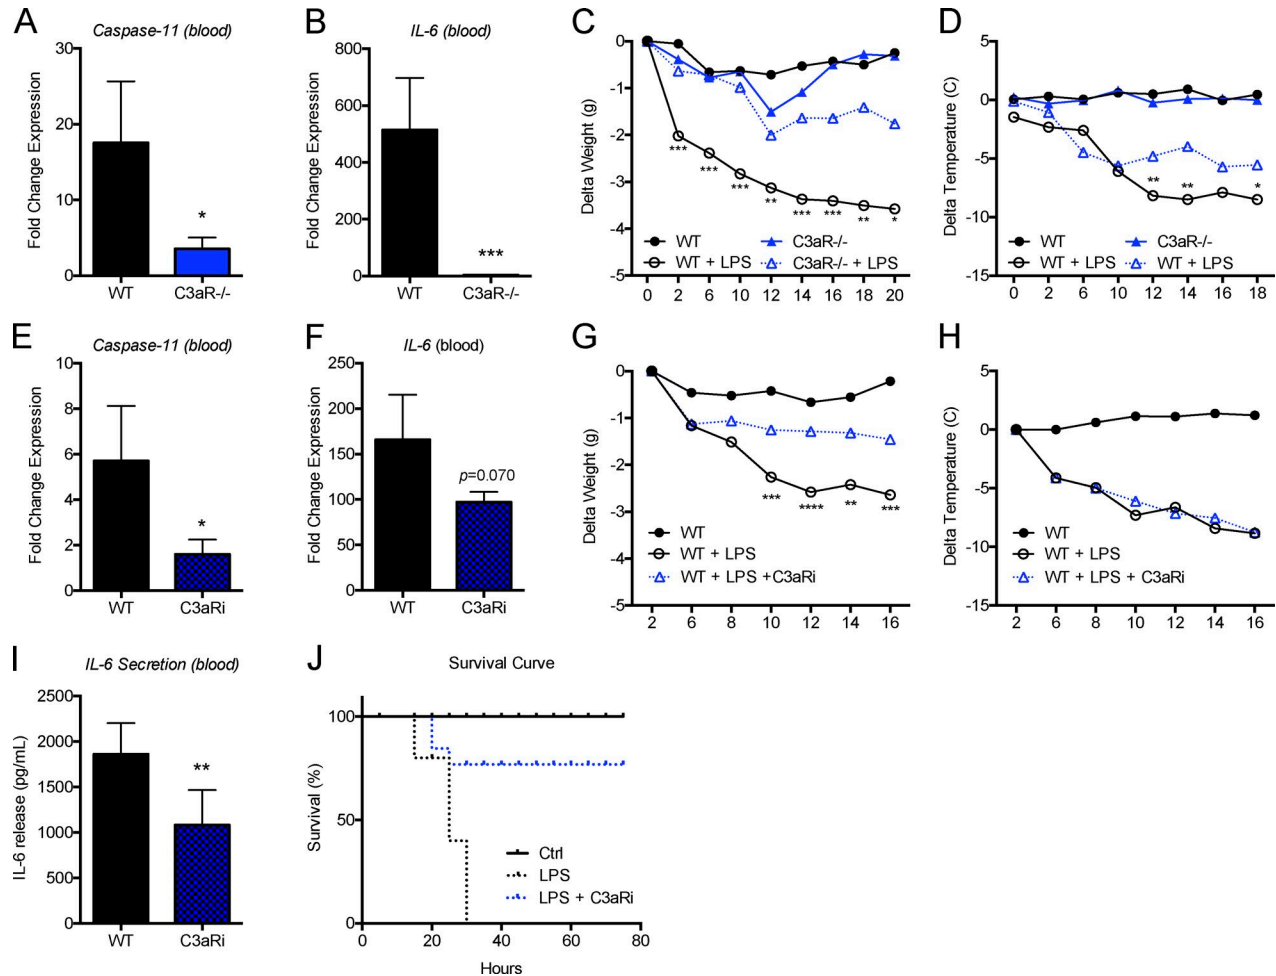 A
Caspase-11 (blood)
Fold Change Expression
30
20
10
0
*
WT
C3aR-/-
B
IL-6 (blood)
Fold Change Expression
800
600
400
200
0
***
WT
C3aR-/-
C
Delta Weight (g)
0
-1
-2
-3
-4
-5
***
***
***
**
***
***
**
*
WT
C3aR-/-
WT + LPS
C3aR-/- + LPS
0 2 6 10 12 14 16 18 20
D
Delta Temperature (C)
5
0
-5
-10
-15
**
**
*
WT
C3aR-/-
WT + LPS
WT + LPS
0 2 6 10 12 14 16 18
E
Caspase-11 (blood)
Fold Change Expression
10
8
6
4
2
0
*
WT
C3aRi
F
IL-6 (blood)
Fold Change Expression
250
200
150
100
50
0
p=0.070
WT
C3aRi
G
Delta Weight (g)
0
-1
-2
-3
-4
-5
***
****
**
***
WT
WT + LPS
WT + LPS +C3aRi
2 6 8 10 12 14 16
H
Delta Temperature (C)
5
0
-5
-10
-15
WT
WT + LPS
WT + LPS + C3aRi
2 6 8 10 12 14 16
I
IL-6 Secretion (blood)
IL-6 release (pg/mL)
2500
2000
1500
1000
500
0
**
WT
C3aRi
J
Survival Curve
Survival (%)
100
50
0
Ctrl
LPS
LPS + C3aRi
0 20 40 60 80
Hours